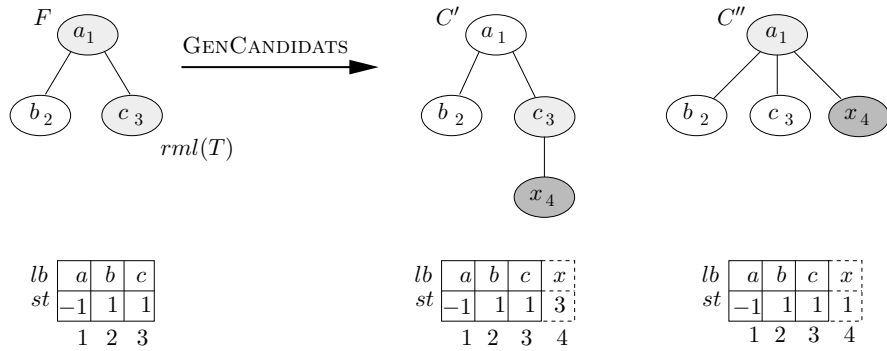 F a1 GENCANDIDATS C′ a1 C″ a1
b2 c3 b2 c3 b2 c3 x4
rml(T)
x4
lb a b c lb a b c x lb a b c x
st −1 1 1 st −1 1 1 3 st −1 1 1 1
1 2 3 1 2 3 4 1 2 3 4